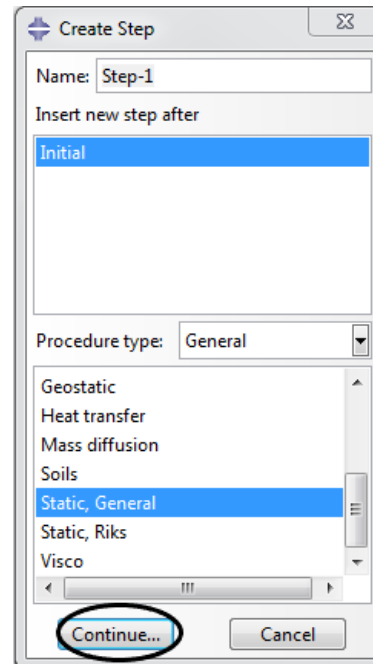 Create Step
Name: Step-1
Insert new step after
Initial
Procedure type: General
Geostatic
Heat transfer
Mass diffusion
Soils
Static, General
Static, Riks
Visco
Continue... Cancel